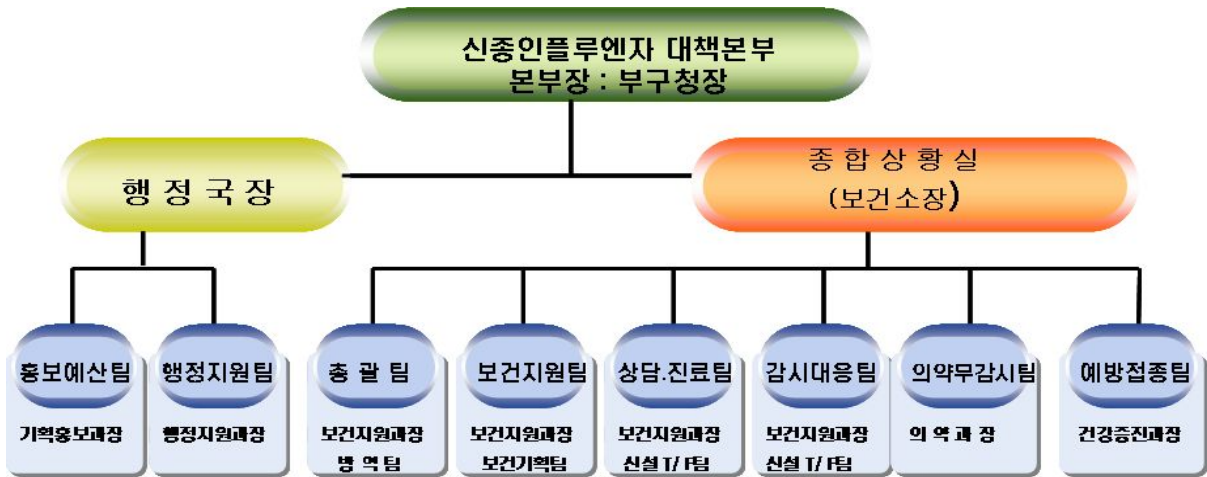 신종인플루엔자 대책본부
본부장 : 부구청장
행 정 국 장
종 합 상 황 실
(보건소장)
홍보예산팀
행정지원팀
총 괄 팀
보건지원팀
상담.진료팀
감시대응팀
의약무감시팀
예방접종팀
기획홍보과장
행정지원과장
보건지원과장
보건지원과장
보건지원과장
보건지원과장
의 약 과 장
건강증진과장
방 역 팀
보건기획팀
신설 T/ F팀
신설 T/ F팀